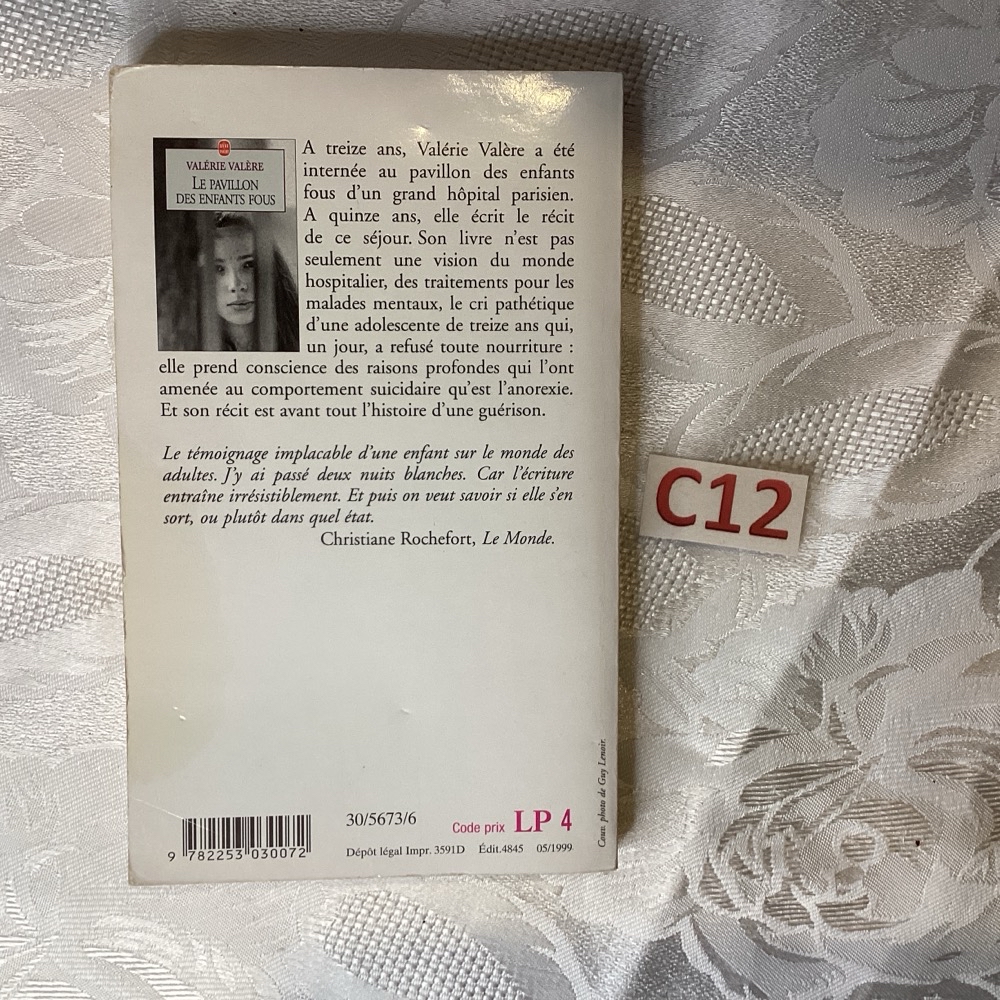 VALÉRIE VALÈRE
LE PAVILLON
DES ENFANTS FOUS
A treize ans, Valérie Valère a été
internée au pavillon des enfants
fous d'un grand hôpital parisien.
A quinze ans, elle écrit le récit
de ce séjour. Son livre n'est pas
seulement une vision du monde
hospitalier, des traitements pour les
malades mentaux, le cri pathétique
d'une adolescente de treize ans qui,
un jour, a refusé toute nourriture :
elle prend conscience des raisons profondes qui l'ont
amenée au comportement suicidaire qu'est l'anorexie.
Et son récit est avant tout l'histoire d'une guérison.
Le témoignage implacable d'une enfant sur le monde des
adultes. J'y ai passé deux nuits blanches. Car l'écriture
entraîne irrésistiblement. Et puis on veut savoir si elle s'en
sort, ou plutôt dans quel état.
Christiane Rochefort, Le Monde.
C12
Couv. photo de Guy Lenoir.
30/5673/6
Code prix LP 4
9 782253 030072
Dépôt légal Impr. 3591D Édit.4845 05/1999